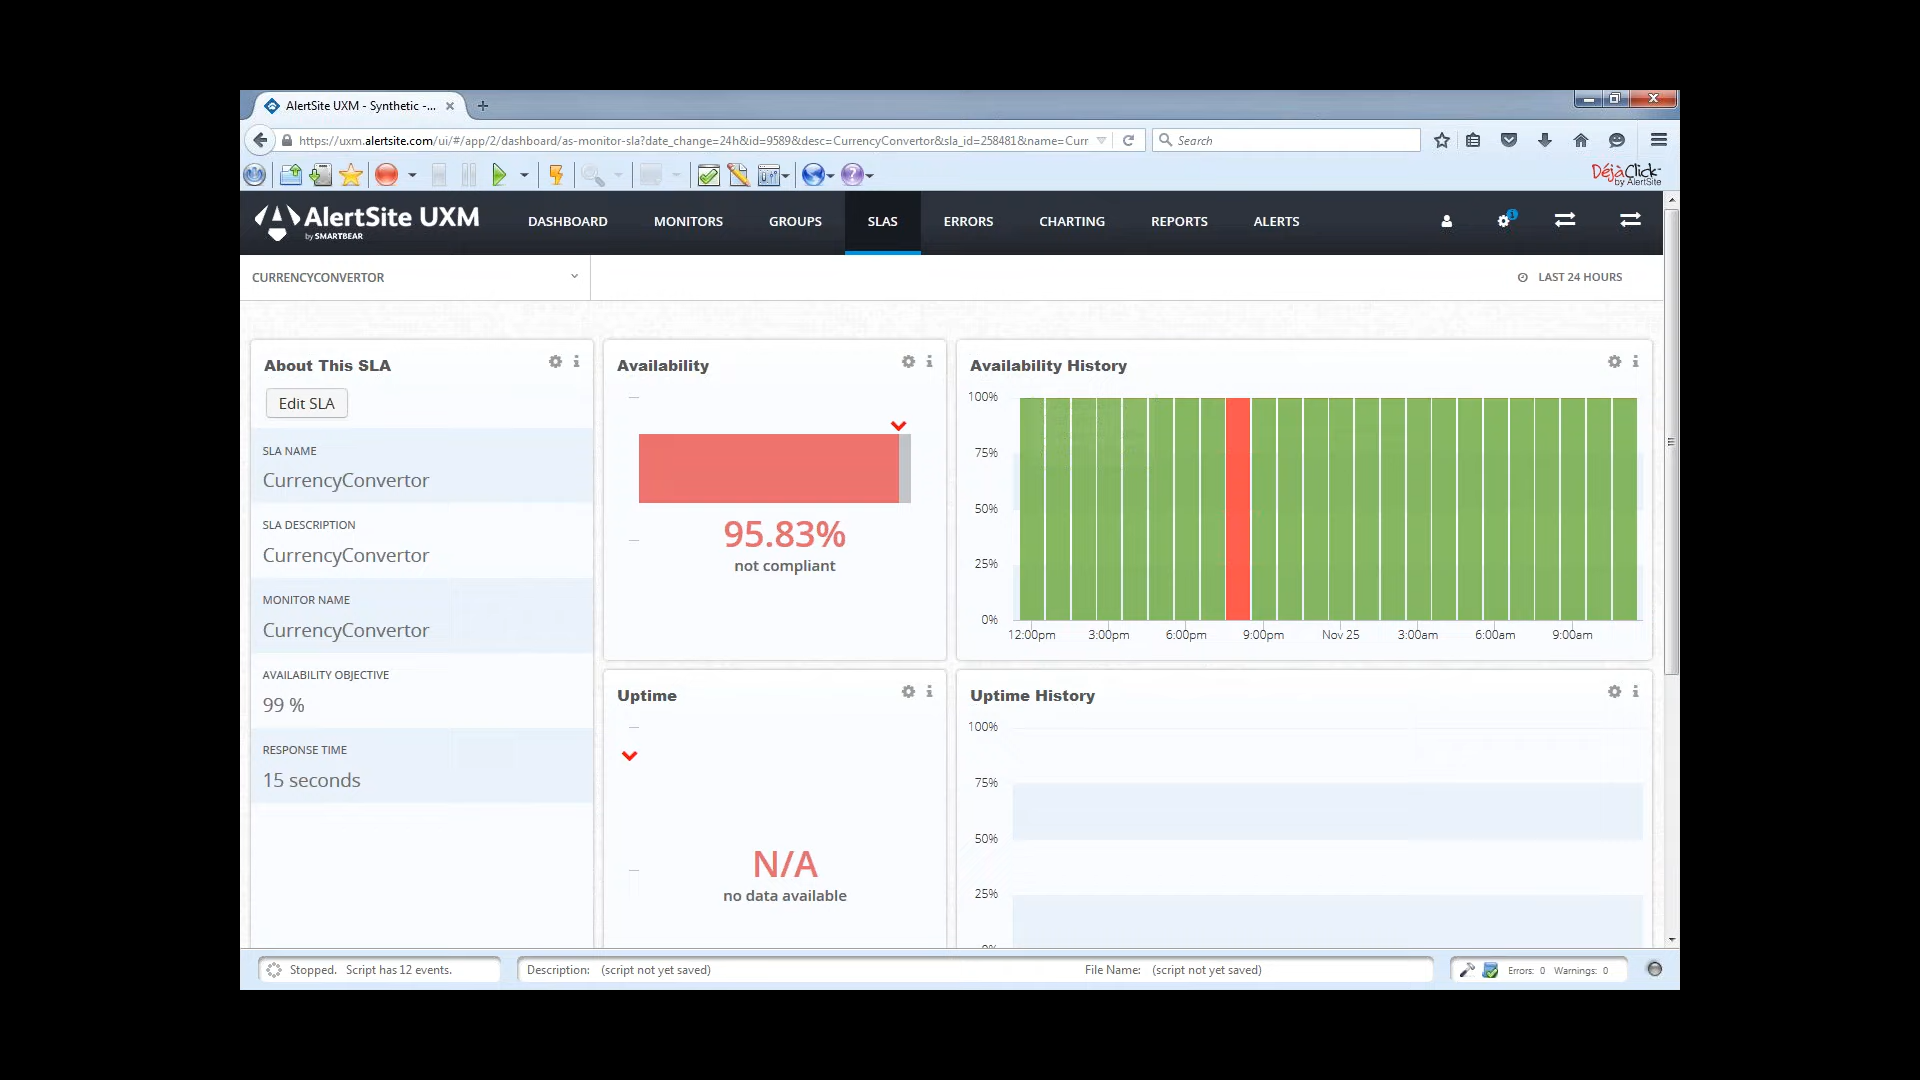 AlertSite UXM - Synthetic -...
https://uxm.alertsite.com/ui/#/app/2/dashboard/as-monitor-sla?date_change=24h&id=9589&desc=CurrencyConvertor&sla_id=258481&name=Curr
Search
DéjàClick
by AlertSite
AlertSite UXM
by SMARTBEAR
DASHBOARD MONITORS GROUPS SLAS ERRORS CHARTING REPORTS ALERTS
CURRENCYCONVERTOR
LAST 24 HOURS
About This SLA
Edit SLA
SLA NAME
CurrencyConvertor
SLA DESCRIPTION
CurrencyConvertor
MONITOR NAME
CurrencyConvertor
AVAILABILITY OBJECTIVE
99 %
RESPONSE TIME
15 seconds
Availability
95.83%
not compliant
Availability History
100%
75%
50%
25%
0%
12:00pm 3:00pm 6:00pm 9:00pm Nov 25 3:00am 6:00am 9:00am
Uptime
N/A
no data available
Uptime History
100%
75%
50%
25%
0%
Stopped. Script has 12 events.
Description: (script not yet saved)
File Name: (script not yet saved)
Errors: 0 Warnings: 0